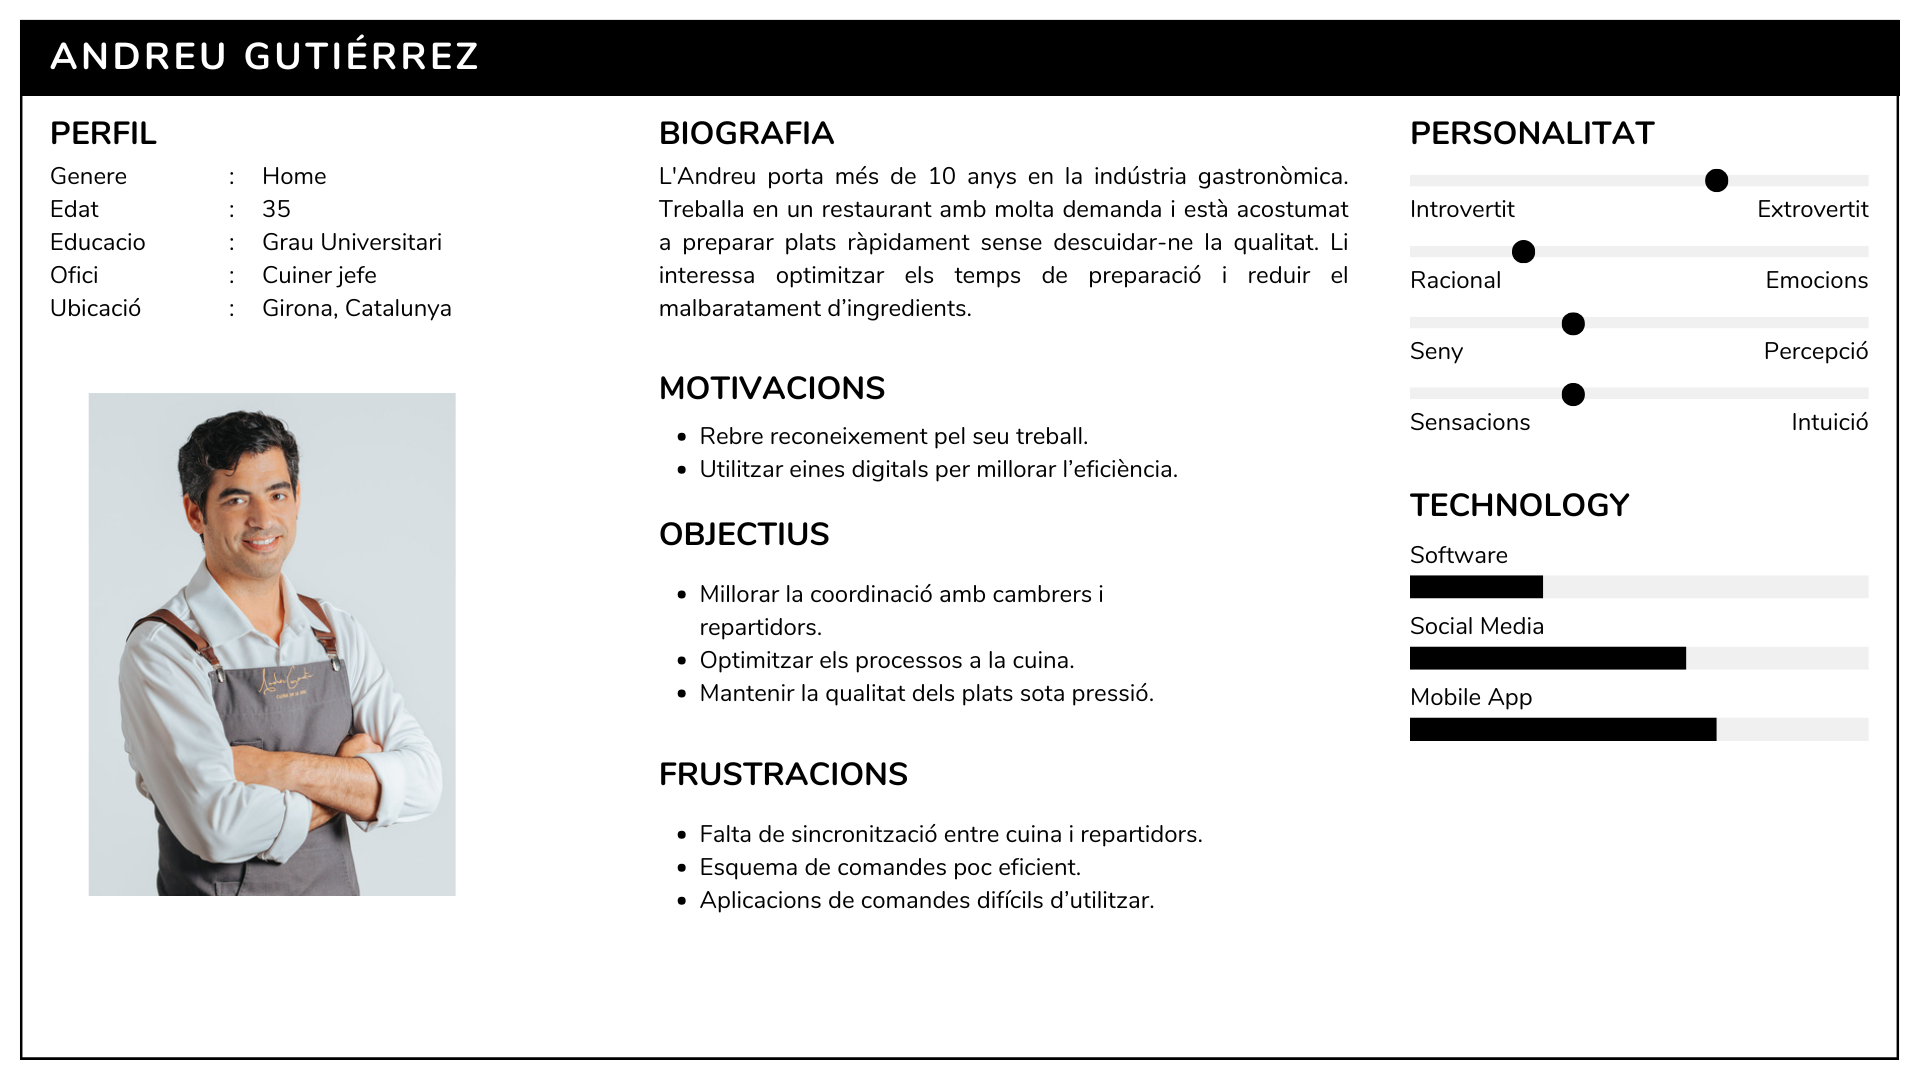 ANDREU GUTIÉRREZ
PERFIL
Genere : Home
Edat : 35
Educacio : Grau Universitari
Ofici : Cuiner jefe
Ubicació : Girona, Catalunya
BIOGRAFIA
L'Andreu porta més de 10 anys en la indústria gastronòmica.
Treballa en un restaurant amb molta demanda i està acostumat
a preparar plats ràpidament sense descuidar-ne la qualitat. Li
interessa optimitzar els temps de preparació i reduir el
malbaratament d’ingredients.
MOTIVACIONS
• Rebre reconeixement pel seu treball.
• Utilitzar eines digitals per millorar l’eficiència.
OBJECTIUS
• Millorar la coordinació amb cambrers i
repartidors.
• Optimitzar els processos a la cuina.
• Mantenir la qualitat dels plats sota pressió.
FRUSTRACIONS
• Falta de sincronització entre cuina i repartidors.
• Esquema de comandes poc eficient.
• Aplicacions de comandes difícils d’utilitzar.
PERSONALITAT
Introvertit Extrovertit
Racional Emocions
Seny Percepció
Sensacions Intuició
TECHNOLOGY
Software
Social Media
Mobile App